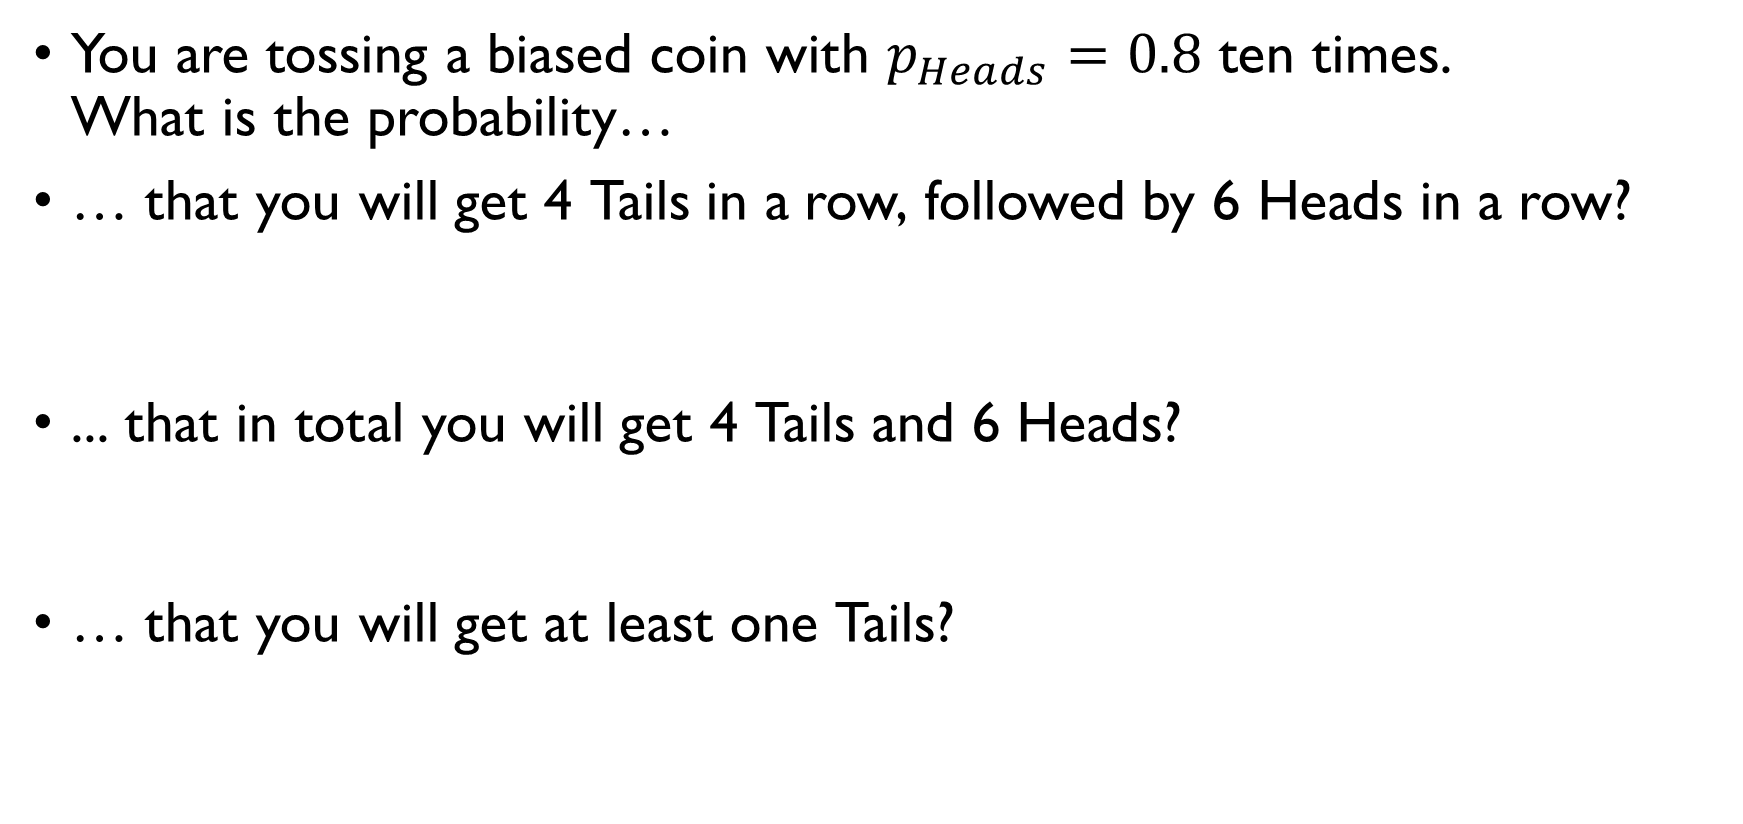 • You are tossing a biased coin with $p_{Heads} = 0.8$ ten times.
What is the probability…
• … that you will get 4 Tails in a row, followed by 6 Heads in a row?
• ... that in total you will get 4 Tails and 6 Heads?
• … that you will get at least one Tails?